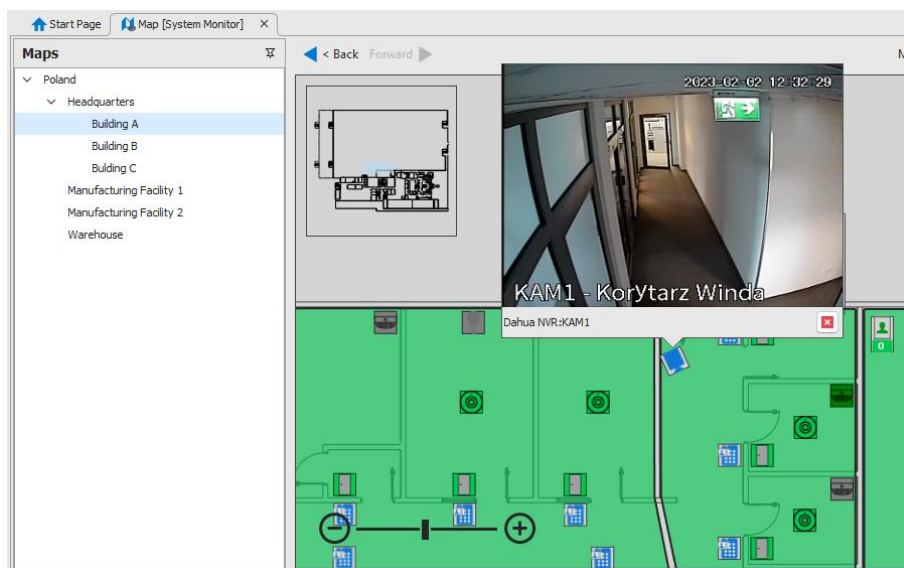 Start Page
Map [System Monitor]
Maps
< Back Forward
Poland
Headquarters
Building A
Building B
Bulding C
Manufacturing Facility 1
Manufacturing Facility 2
Warehouse
2023-02-02 12:32:29
KAM1 - Korytarz Winda
Dahua NVR:KAM1
0